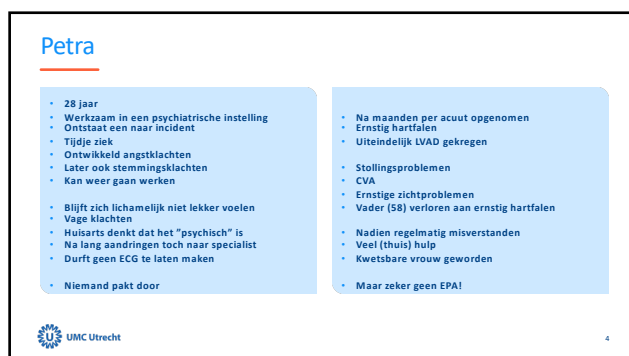 Petra
28 jaar
Werkzaam in een psychiatrische instelling
Ontstaat een naar incident
Tijdje ziek
Ontwikkeld angstklachten
Later ook stemmingsklachten
Kan weer gaan werken
Blijft zich lichamelijk niet lekker voelen
Vage klachten
Huisarts denkt dat het "psychisch" is
Na lang aandringen toch naar specialist
Durft geen ECG te laten maken
Niemand pakt door
Na maanden per acuut opgenomen
Ernstig hartfalen
Uiteindelijk LVAD gekregen
Stollingsproblemen
CVA
Ernstige zichtproblemen
Vader (58) verloren aan ernstig hartfalen
Nadien regelmatig misverstanden
Veel (thuis) hulp
Kwetsbare vrouw geworden
Maar zeker geen EPA!
UMC Utrecht
4